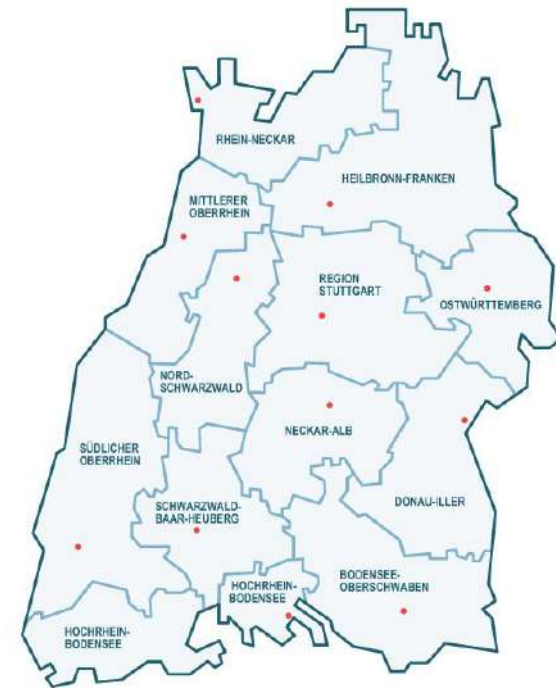 RHEIN-NECKAR
HEILBRONN-FRANKEN
MITTLERER
OBERRHEIN
REGION
STUTTGART
OSTWÜRTTEMBERG
NORD-
SCHWARZWALD
NECKAR-ALB
SÜDLICHER
OBERRHEIN
DONAU-ILLER
SCHWARZWALD-
BAAR-HEUBERG
BODENSEE-
OBERSCHWABEN
HOCHRHEIN-
BODENSEE
HOCHRHEIN-
BODENSEE